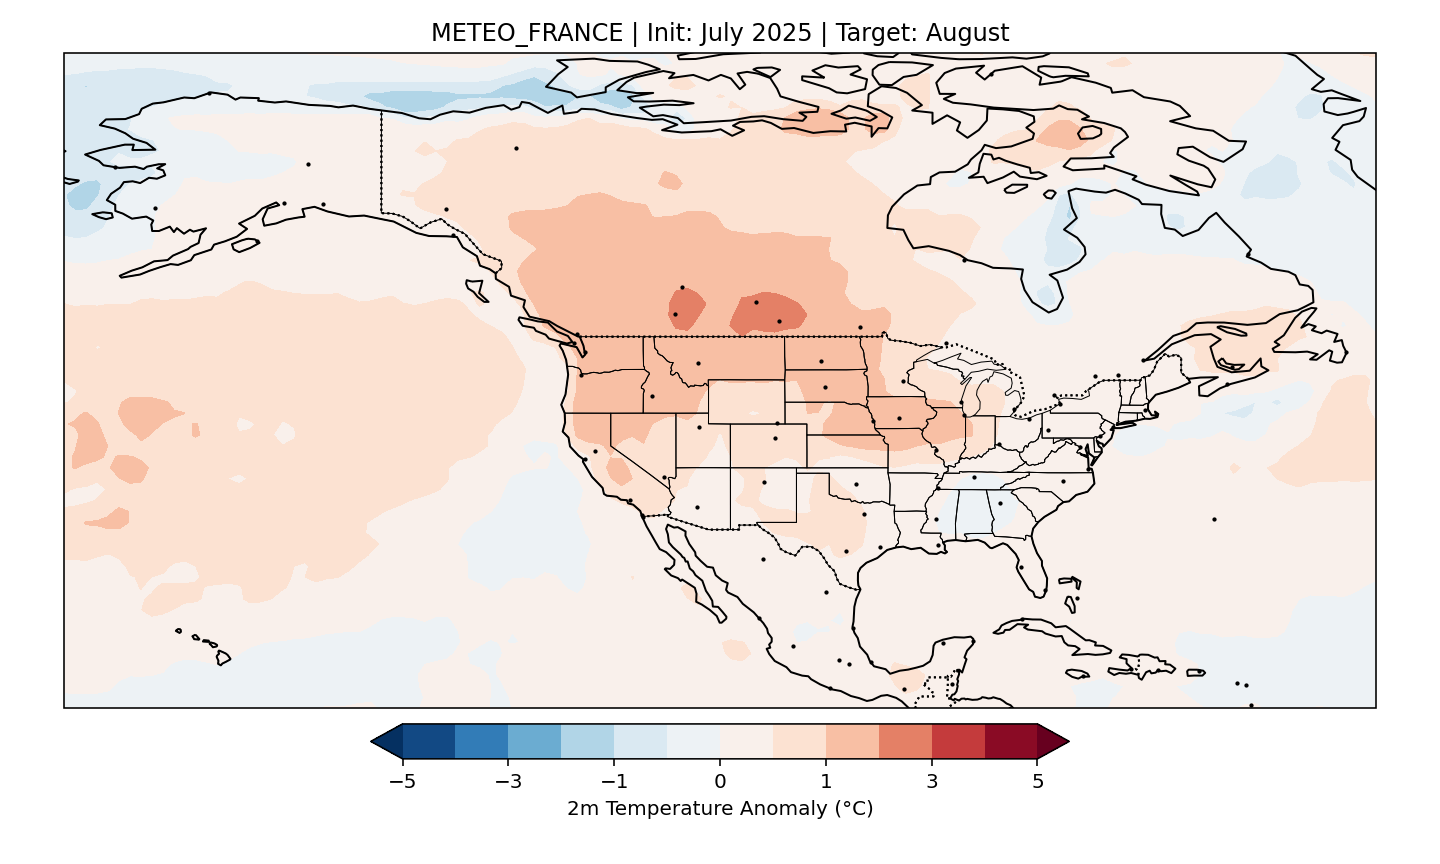 METEO_FRANCE | Init: July 2025 | Target: August
−5 −3 −1 0 1 3 5
2m Temperature Anomaly (°C)